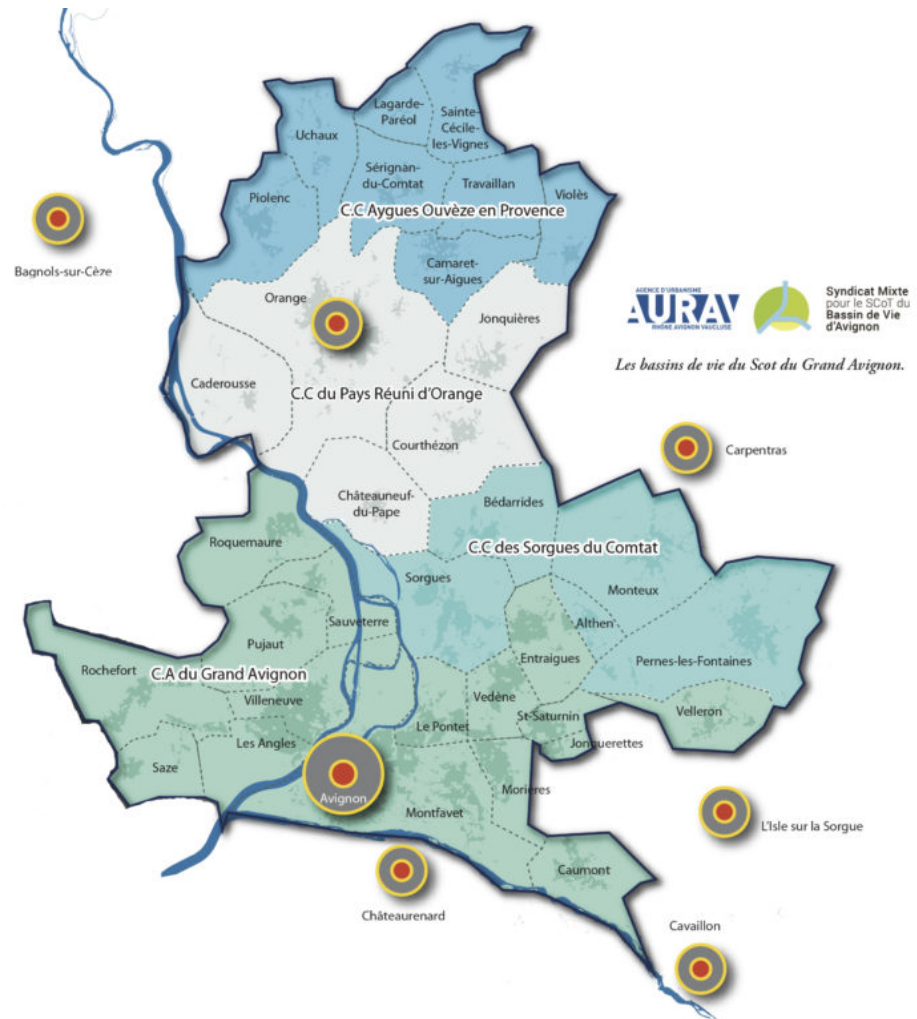 Lagarde-
Paréol
Sainte-
Cécile-
les-Vignes
Uchaux
Sérignan-
du-Comtat
Travaillan
Violès
Piolenc
C.C Aygues Ouvèze en Provence
Bagnols-sur-Cèze
Camaret-
sur-Aigues
Orange
Jonquières
AGENCE D'URBANISME
AURAV
RHÔNE AVIGNON VAUCLUSE
Syndicat Mixte
pour le SCoT du
Bassin de Vie
d'Avignon
Les bassins de vie du Scot du Grand Avignon.
Caderousse
C.C du Pays Réuni d'Orange
Courthézon
Carpentras
Châteauneuf-
du-Pape
Bédarrides
Roquemaure
C.C des Sorgues du Comtat
Sorgues
Monteux
Sauveterre
Althen
Pujaut
Entraigues
Pernes-les-Fontaines
Rochefort
C.A du Grand Avignon
Villeneuve
Vedène
Velleron
Le Pontet
St-Saturnin
Les Angles
Jonquerettes
Saze
Morières
Avignon
Montfavet
L'Isle sur la Sorgue
Caumont
Châteaurenard
Cavaillon